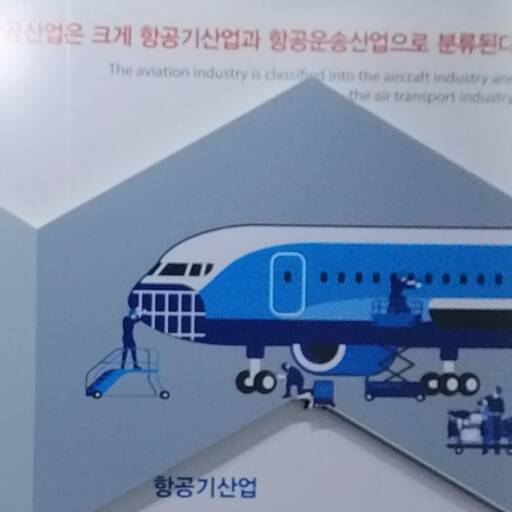 항공산업은 크게 항공기산업과 항공운송산업으로 분류된다
The aviation industry is classified into the aircraft industry and
the air transport industry
항공기산업